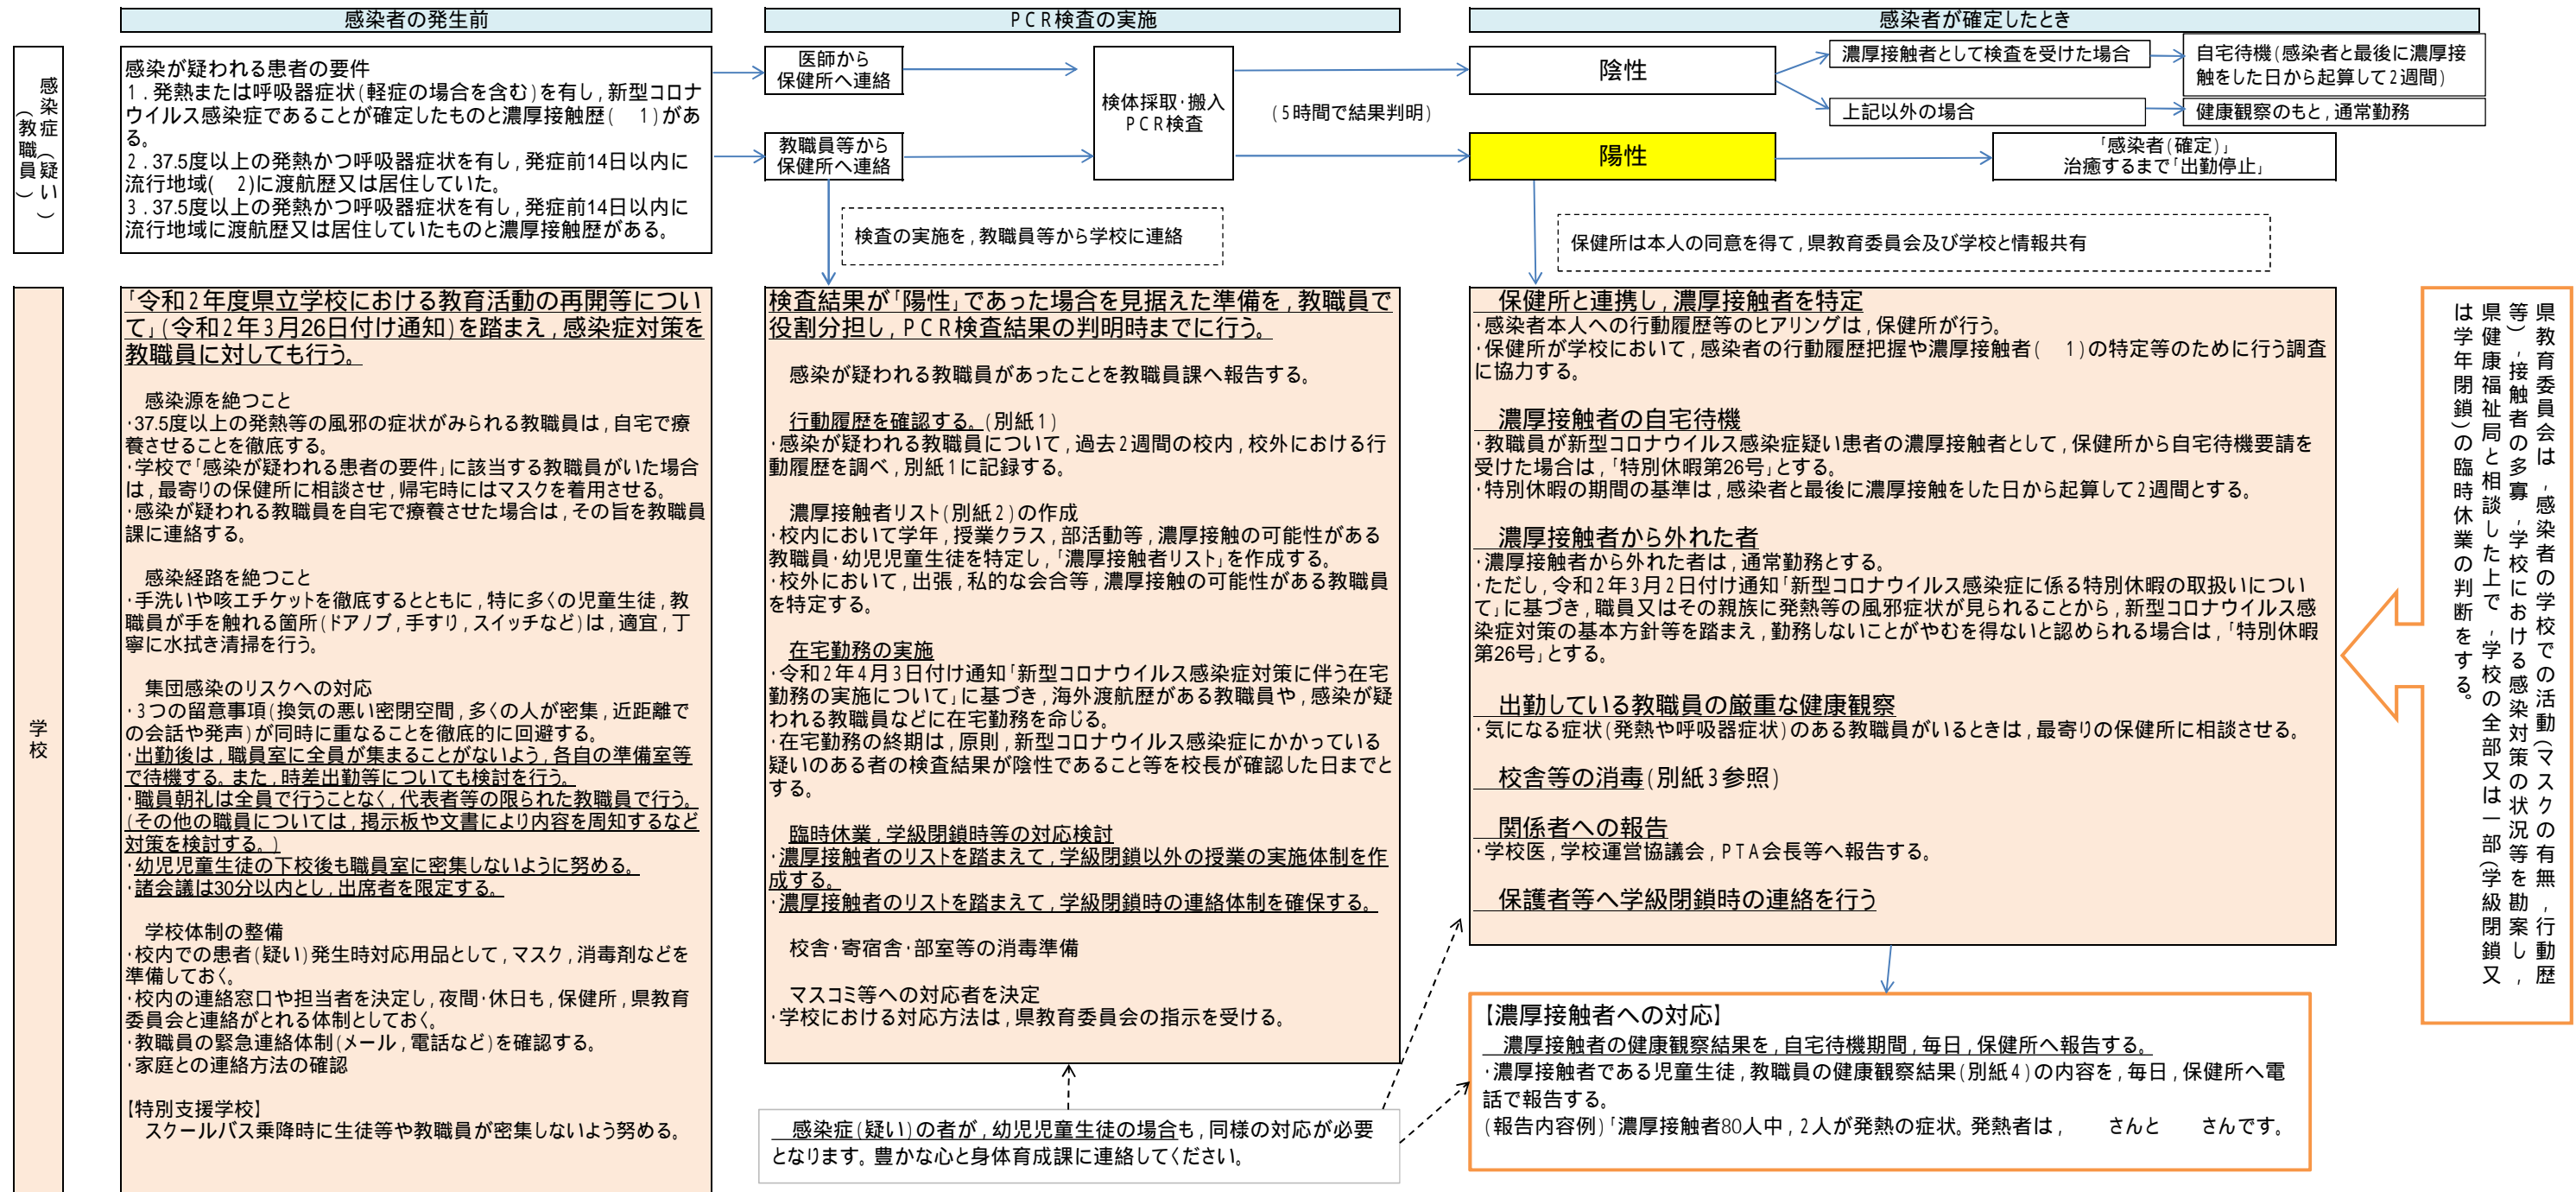 感染者の発生前
PCR検査の実施
感染者が確定したとき
感染症(疑い)
(教職員)
感染が疑われる患者の要件
1.発熱または呼吸器症状(軽症の場合を含む)を有し,新型コロナ
ウイルス感染症であることが確定したものと濃厚接触歴( 1)があ
る。
2.37.5度以上の発熱かつ呼吸器症状を有し,発症前14日以内に
流行地域( 2)に渡航歴又は居住していた。
3.37.5度以上の発熱かつ呼吸器症状を有し,発症前14日以内に
流行地域に渡航歴又は居住していたものと濃厚接触歴がある。
医師から
保健所へ連絡
教職員等から
保健所へ連絡
検体採取・搬入
PCR検査
(5時間で結果判明)
陰性
陽性
濃厚接触者として検査を受けた場合
上記以外の場合
自宅待機(感染者と最後に濃厚接
触をした日から起算して2週間)
健康観察のもと,通常勤務
「感染者(確定)」
治癒するまで「出勤停止」
検査の実施を,教職員等から学校に連絡
保健所は本人の同意を得て,県教育委員会及び学校と情報共有
学校
「令和2年度県立学校における教育活動の再開等につい
て」(令和2年3月26日付け通知)を踏まえ,感染症対策を
教職員に対しても行う。
感染源を絶つこと
・37.5度以上の発熱等の風邪の症状がみられる教職員は,自宅で療
養させることを徹底する。
・学校で「感染が疑われる患者の要件」に該当する教職員がいた場合
は,最寄りの保健所に相談させ,帰宅時にはマスクを着用させる。
・感染が疑われる教職員を自宅で療養させた場合は,その旨を教職員
課に連絡する。
感染経路を絶つこと
・手洗いや咳エチケットを徹底するとともに,特に多くの児童生徒,教
職員が手を触れる箇所(ドアノブ,手すり,スイッチなど)は,適宜,丁
寧に水拭き清掃を行う。
集団感染のリスクへの対応
・3つの留意事項(換気の悪い密閉空間,多くの人が密集,近距離で
の会話や発声)が同時に重なることを徹底的に回避する。
・出勤後は,職員室に全員が集まることがないよう,各自の準備室等
で待機する。また,時差出勤等についても検討を行う。
・職員朝礼は全員で行うことなく,代表者等の限られた教職員で行う。
(その他の職員については,掲示板や文書により内容を周知するなど
対策を検討する。)
・幼児児童生徒の下校後も職員室に密集しないように努める。
・諸会議は30分以内とし,出席者を限定する。
学校体制の整備
・校内での患者(疑い)発生時対応用品として,マスク,消毒剤などを
準備しておく。
・校内の連絡窓口や担当者を決定し,夜間・休日も,保健所,県教育
委員会と連絡がとれる体制としておく。
・教職員の緊急連絡体制(メール,電話など)を確認する。
・家庭との連絡方法の確認
【特別支援学校】
スクールバス乗降時に生徒等や教職員が密集しないよう努める。
検査結果が「陽性」であった場合を見据えた準備を,教職員で
役割分担し,PCR検査結果の判明時までに行う。
感染が疑われる教職員があったことを教職員課へ報告する。
行動履歴を確認する。(別紙1)
・感染が疑われる教職員について,過去2週間の校内,校外における行
動履歴を調べ,別紙1に記録する。
濃厚接触者リスト(別紙2)の作成
・校内において学年,授業クラス,部活動等,濃厚接触の可能性がある
教職員・幼児児童生徒を特定し,「濃厚接触者リスト」を作成する。
・校外において,出張,私的な会合等,濃厚接触の可能性がある教職員
を特定する。
在宅勤務の実施
・令和2年4月3日付け通知「新型コロナウイルス感染症対策に伴う在宅
勤務の実施について」に基づき,海外渡航歴がある教職員や,感染が疑
われる教職員などに在宅勤務を命じる。
・在宅勤務の終期は,原則,新型コロナウイルス感染症にかかっている
疑いのある者の検査結果が陰性であること等を校長が確認した日までと
する。
臨時休業,学級閉鎖時等の対応検討
・濃厚接触者のリストを踏まえて,学級閉鎖以外の授業の実施体制を作
成する。
・濃厚接触者のリストを踏まえて,学級閉鎖時の連絡体制を確保する。
校舎・寄宿舎・部室等の消毒準備
マスコミ等への対応者を決定
・学校における対応方法は,県教育委員会の指示を受ける。
感染症(疑い)の者が,幼児児童生徒の場合も,同様の対応が必要
となります。豊かな心と身体育成課に連絡してください。
保健所と連携し,濃厚接触者を特定
・感染者本人への行動履歴等のヒアリングは,保健所が行う。
・保健所が学校において,感染者の行動履歴把握や濃厚接触者( 1)の特定等のために行う調査
に協力する。
濃厚接触者の自宅待機
・教職員が新型コロナウイルス感染症疑い患者の濃厚接触者として,保健所から自宅待機要請を
受けた場合は,「特別休暇第26号」とする。
・特別休暇の期間の基準は,感染者と最後に濃厚接触をした日から起算して2週間とする。
濃厚接触者から外れた者
・濃厚接触者から外れた者は,通常勤務とする。
・ただし,令和2年3月2日付け通知「新型コロナウイルス感染症に係る特別休暇の取扱いについ
て」に基づき,職員又はその親族に発熱等の風邪症状が見られることから,新型コロナウイルス感
染症対策の基本方針等を踏まえ,勤務しないことがやむを得ないと認められる場合は,「特別休暇
第26号」とする。
出勤している教職員の厳重な健康観察
・気になる症状(発熱や呼吸器症状)のある教職員がいるときは,最寄りの保健所に相談させる。
校舎等の消毒(別紙3参照)
関係者への報告
・学校医,学校運営協議会,PTA会長等へ報告する。
保護者等へ学級閉鎖時の連絡を行う
【濃厚接触者への対応】
濃厚接触者の健康観察結果を,自宅待機期間,毎日,保健所へ報告する。
・濃厚接触者である児童生徒,教職員の健康観察結果(別紙4)の内容を,毎日,保健所へ電
話で報告する。
(報告内容例)「濃厚接触者80人中,2人が発熱の症状。発熱者は, さんと さんです。
県教育委員会は,感染者の学校での活動(マスクの有無,行動歴
等),接触者の多寡,学校における感染対策の状況等を勘案し,
県健康福祉局と相談した上で,学校の全部又は一部(学級閉鎖又
は学年閉鎖)の臨時休業の判断をする。